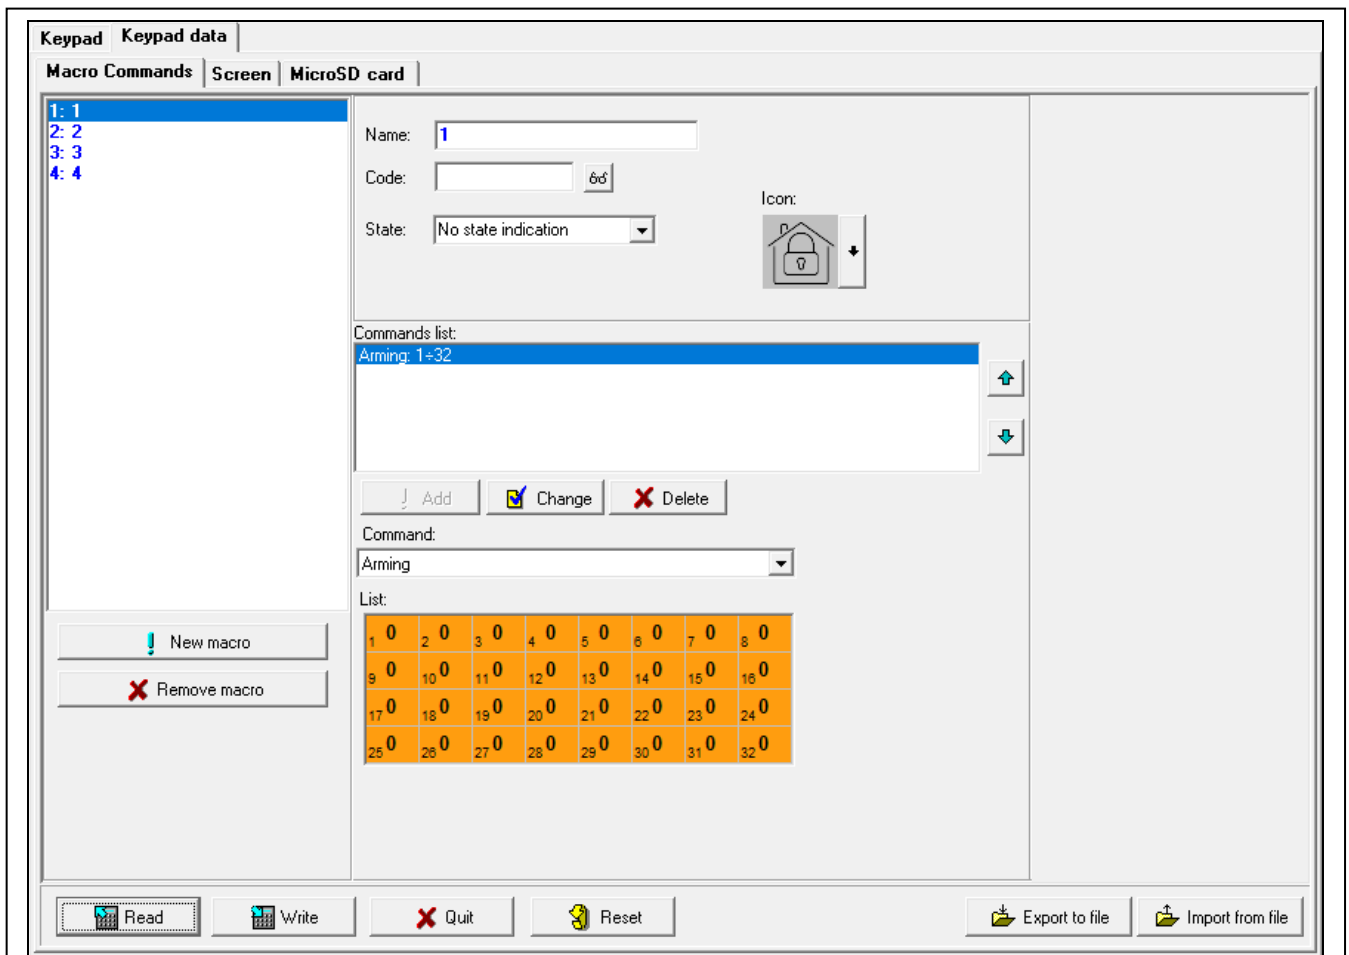 Keypad Keypad data
Macro Commands Screen MicroSD card
1: 1
2: 2
3: 3
4: 4
Name: 1
Code:
Icon:
State: No state indication
Commands list:
Arming: 1÷32
Add Change Delete
Command:
Arming
List:
1 0 2 0 3 0 4 0 5 0 6 0 7 0 8 0
9 0 10 0 11 0 12 0 13 0 14 0 15 0 16 0
17 0 18 0 19 0 20 0 21 0 22 0 23 0 24 0
25 0 26 0 27 0 28 0 29 0 30 0 31 0 32 0
New macro
Remove macro
Read Write Quit Reset Export to file Import from file